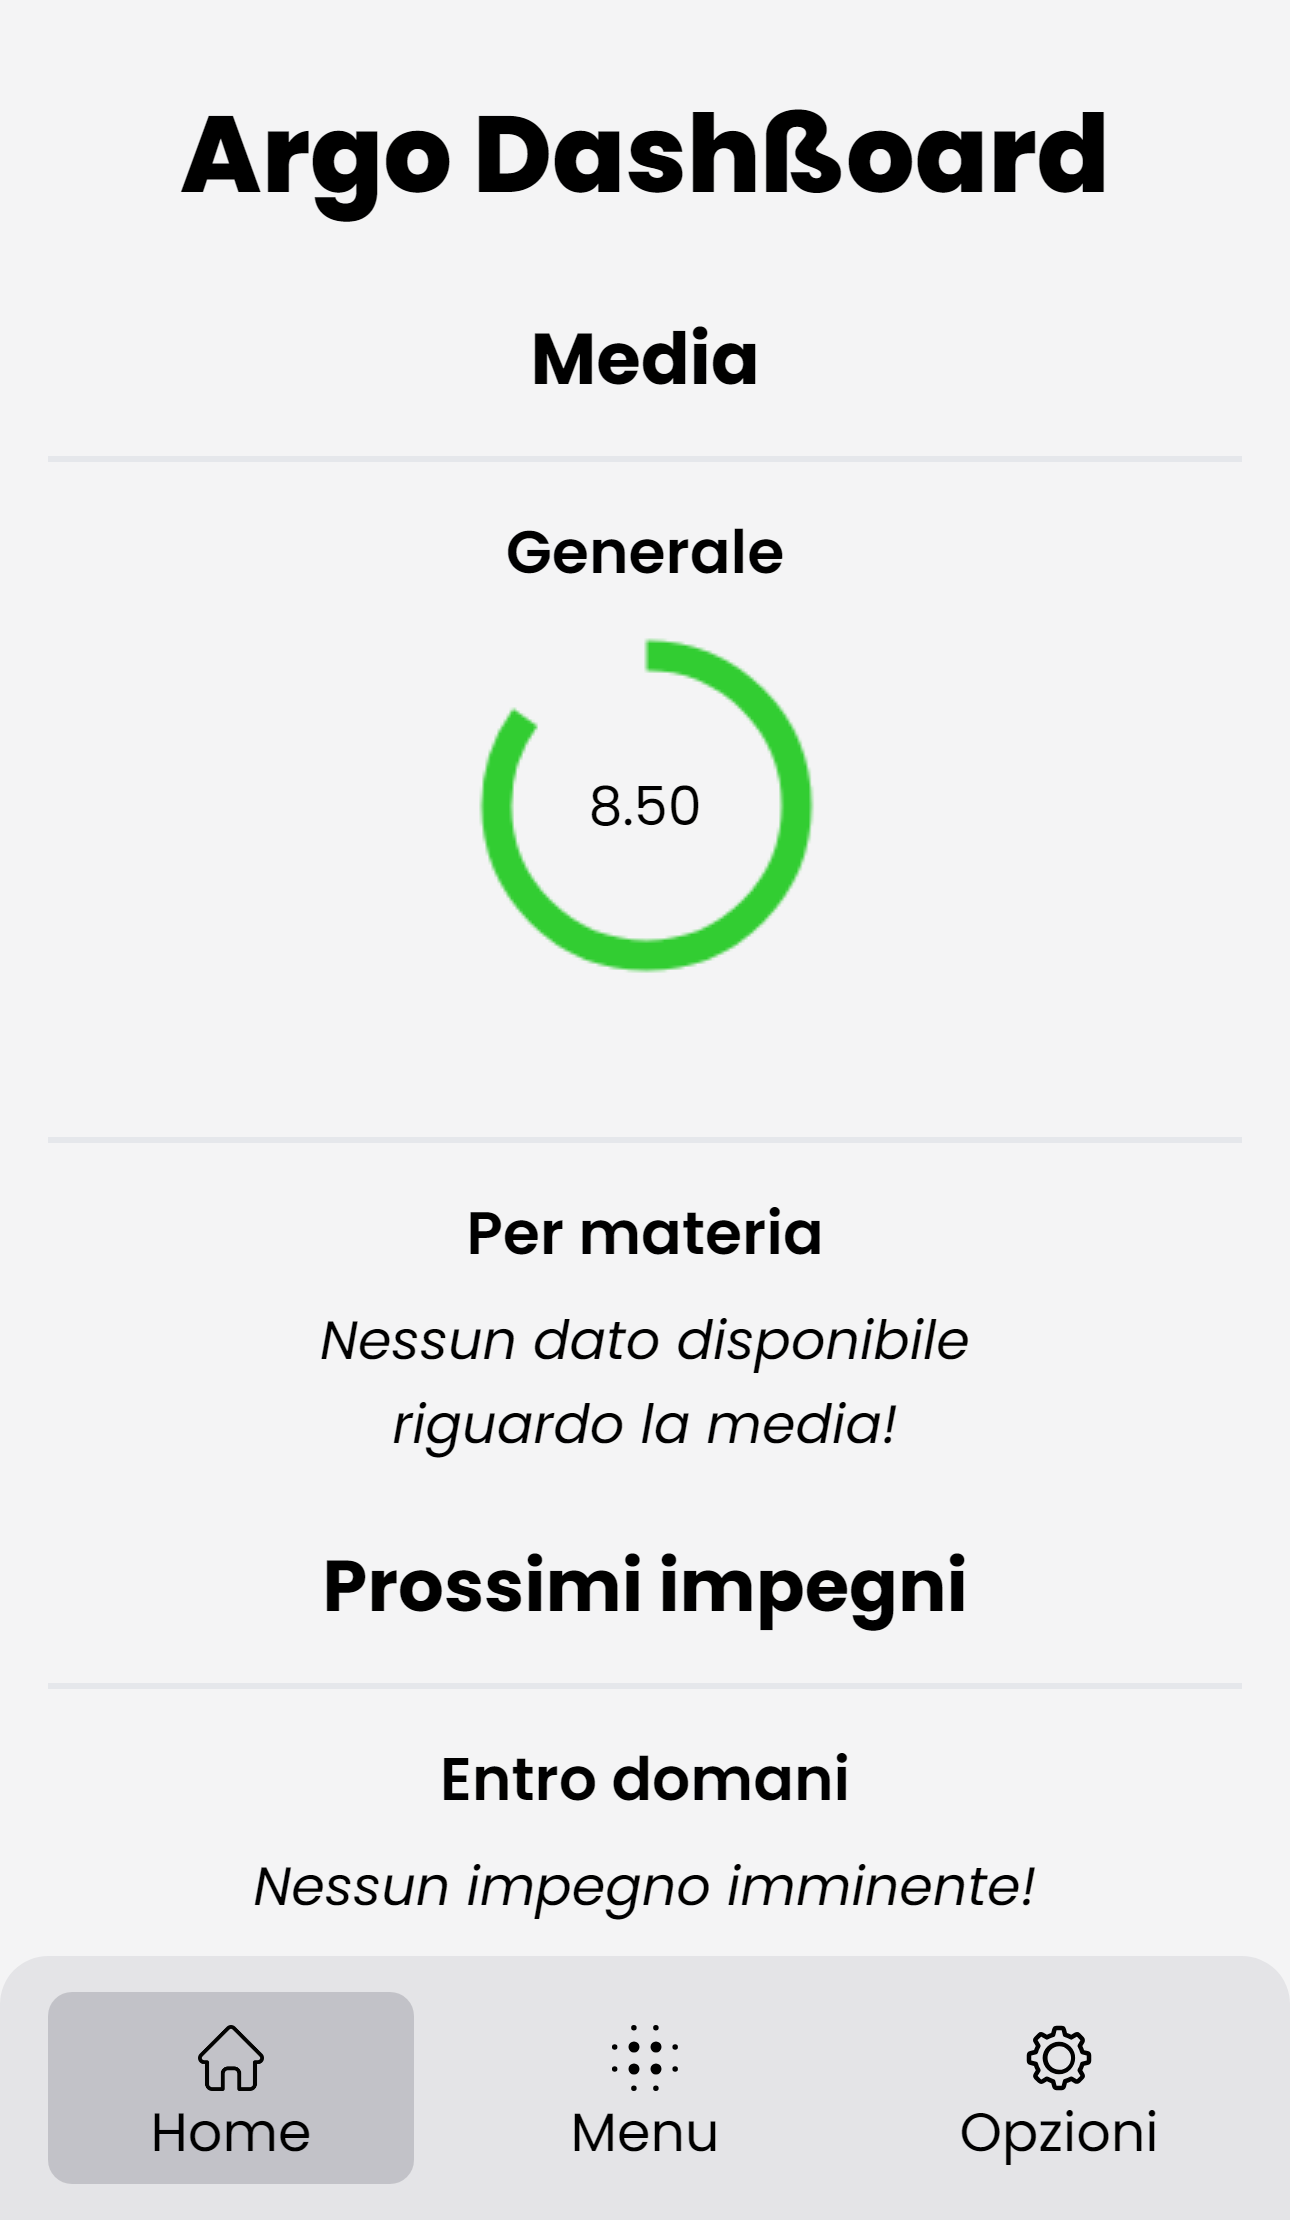 Argo Dashßoard
Media
Generale
8.50
Per materia
Nessun dato disponibile
riguardo la media!
Prossimi impegni
Entro domani
Nessun impegno imminente!
Home
Menu
Opzioni